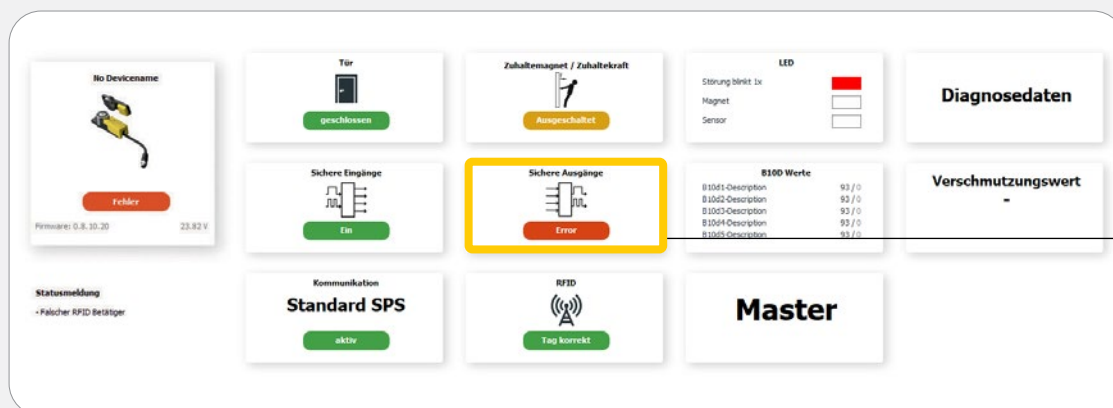 No Devicename
Fehler
Firmware: 0.8.10.20
23.82 V
Statusmeldung
- Falscher RFID Betätiger
Tür
geschlossen
Zuhaltemagnet / Zuhaltekraft
Ausgeschaltet
LED
Störung blinkt 1x
Magnet
Sensor
Diagnosedaten
Sichere Eingänge
Ein
Sichere Ausgänge
Error
B10D Werte
B10d1-Description 93 / 0
B10d2-Description 93 / 0
B10d3-Description 93 / 0
B10d4-Description 93 / 0
B10d5-Description 93 / 0
Verschmutzungswert
-
Kommunikation
Standard SPS
aktiv
RFID
Tag korrekt
Master